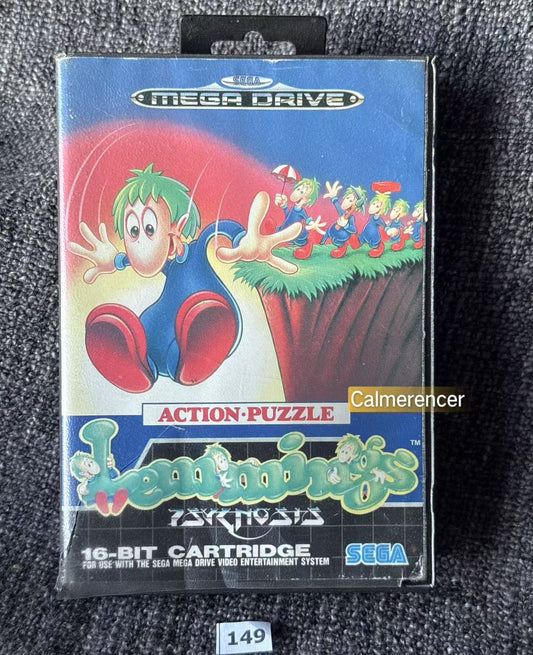 SEGA
MEGA DRIVE
Calmerencer
ACTION·PUZZLE
Lemmings
TM
PSYGNOSIS
16-BIT CARTRIDGE
FOR USE WITH THE SEGA MEGA DRIVE VIDEO ENTERTAINMENT SYSTEM
SEGA
149